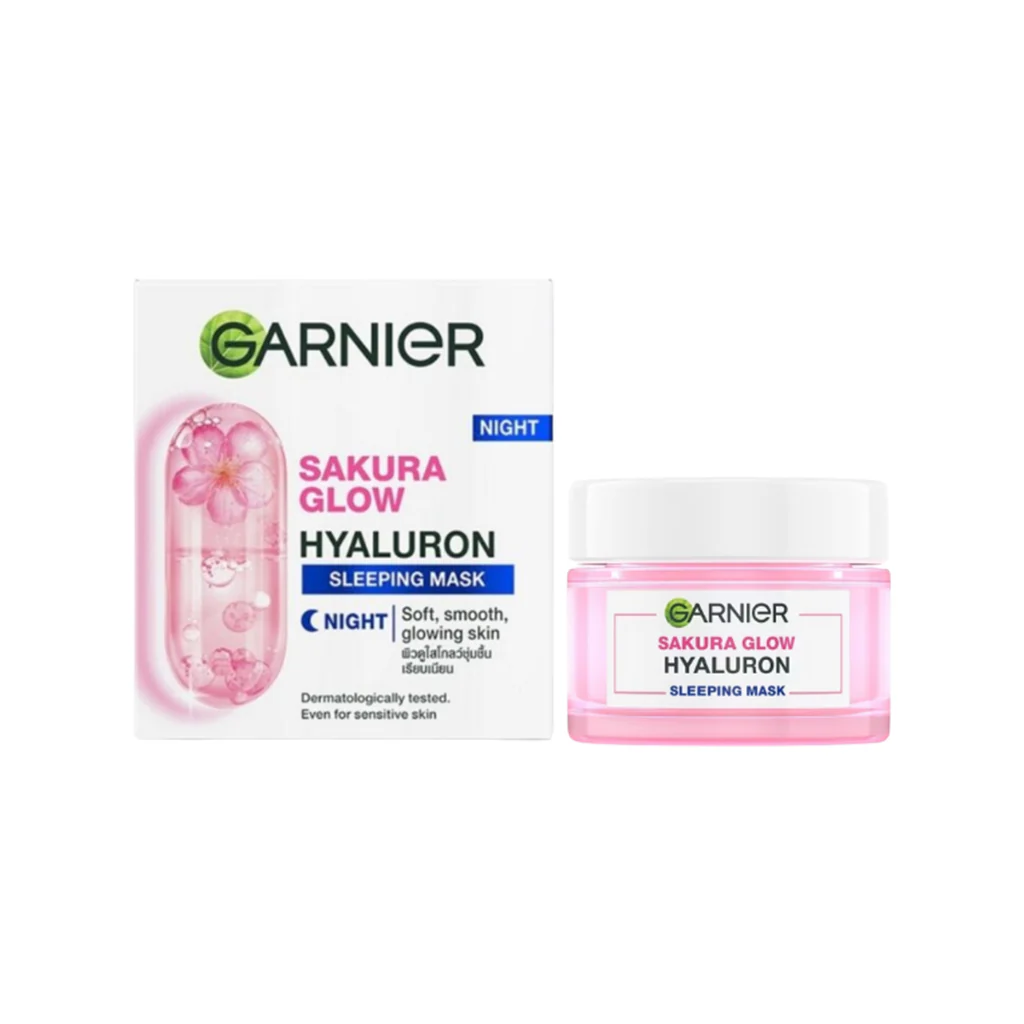 GARNIER
NIGHT
SAKURA
GLOW
HYALURON
SLEEPING MASK
NIGHT
Soft, smooth,
glowing skin
ผิวดูใสโกลว์ชุ่มชื้น
เรียบเนียน
Dermatologically tested.
Even for sensitive skin
GARNIER
SAKURA GLOW
HYALURON
SLEEPING MASK